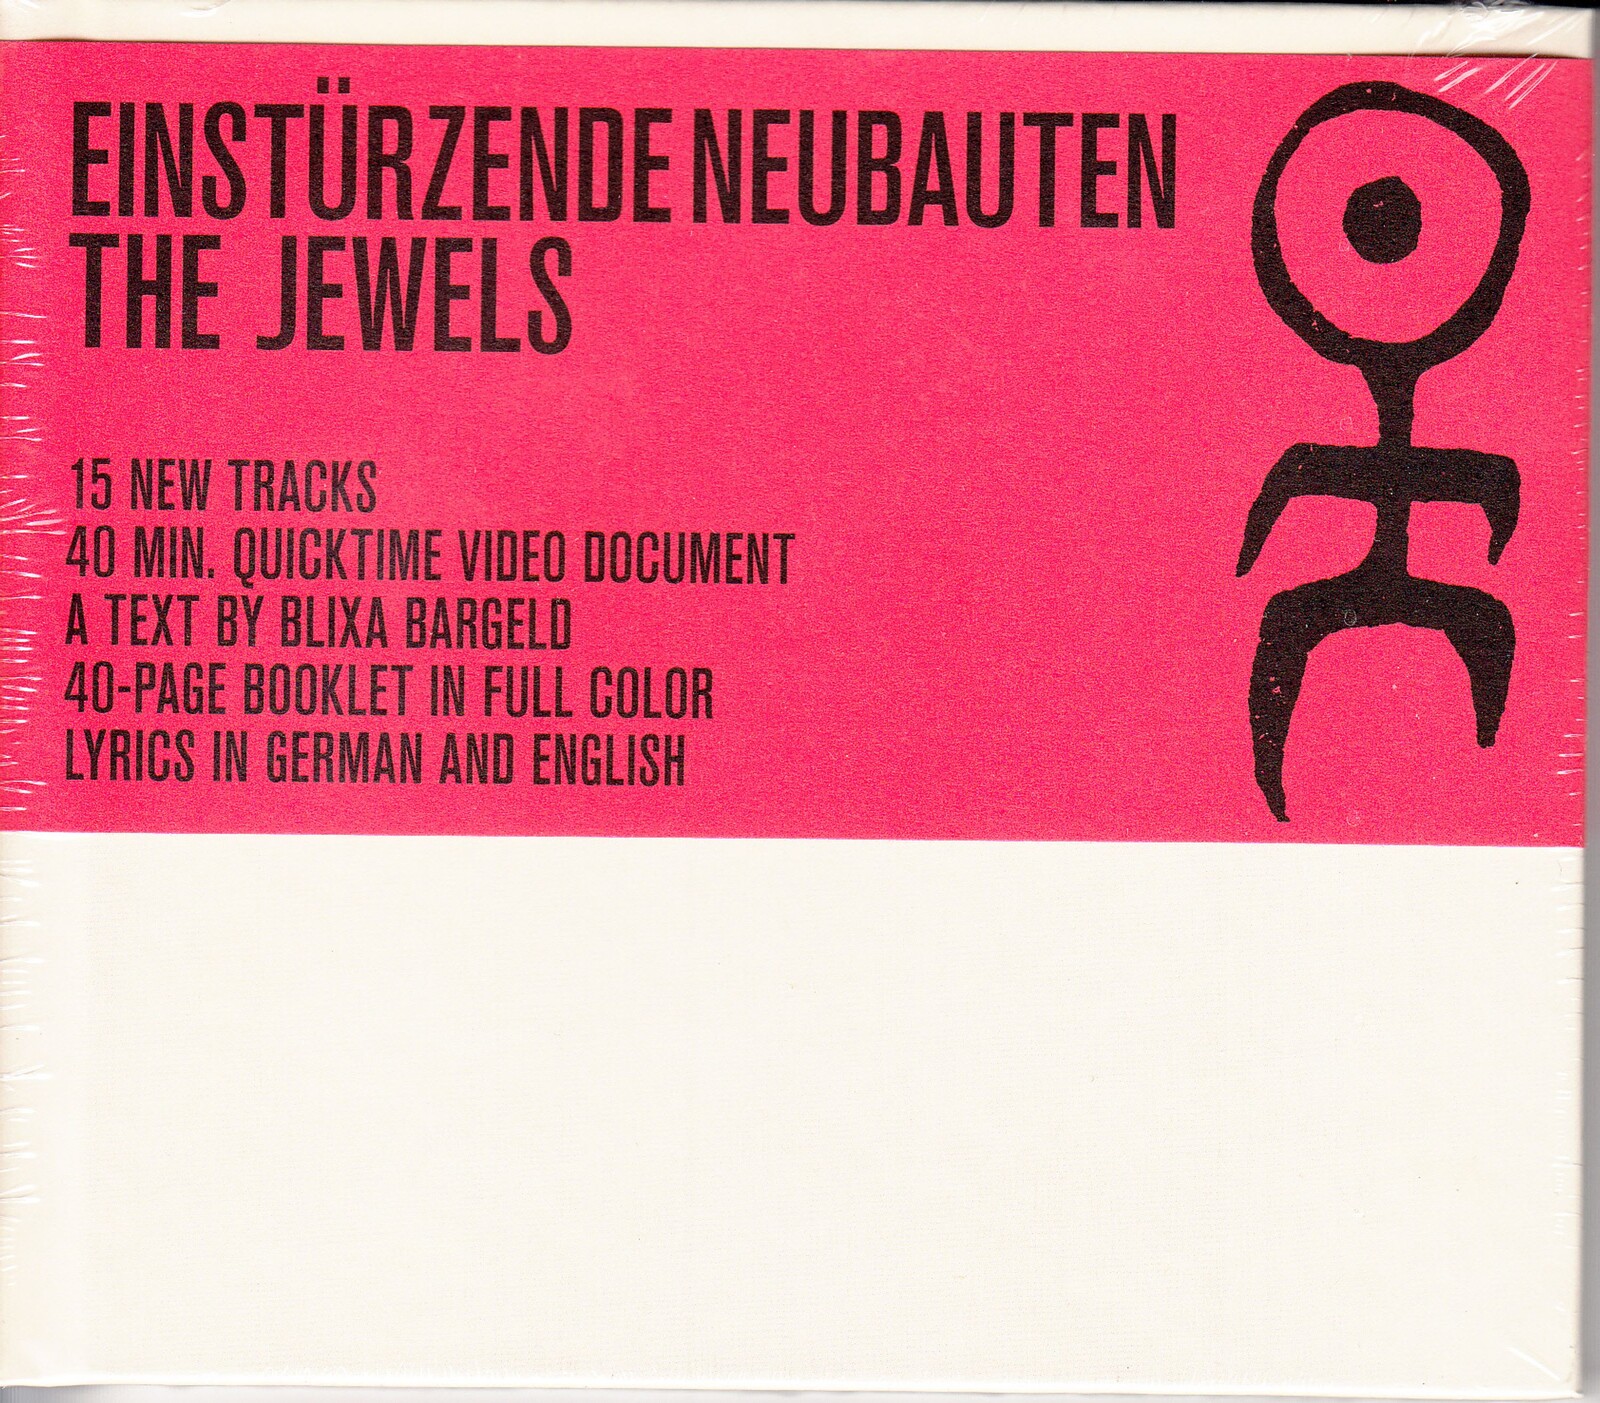 EINSTÜRZENDE NEUBAUTEN
THE JEWELS
15 NEW TRACKS
40 MIN. QUICKTIME VIDEO DOCUMENT
A TEXT BY BLIXA BARGELD
40-PAGE BOOKLET IN FULL COLOR
LYRICS IN GERMAN AND ENGLISH